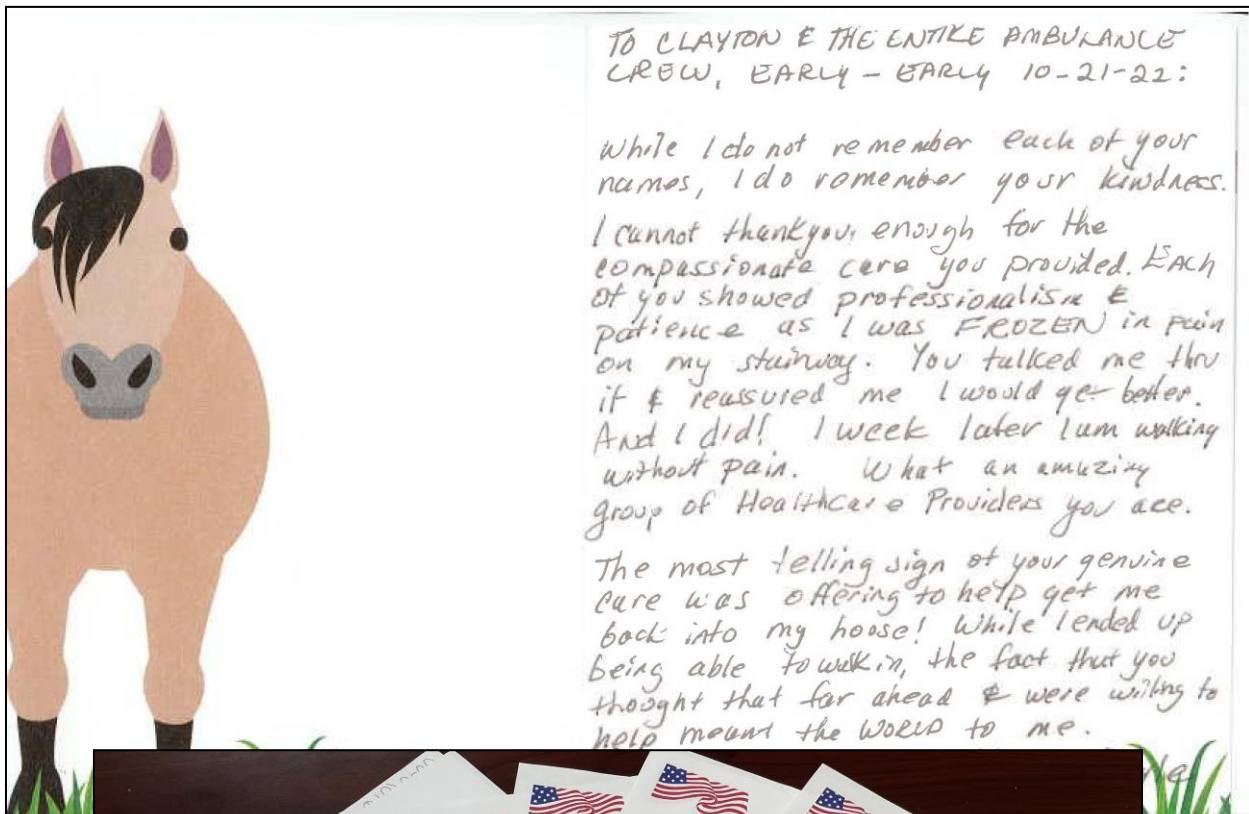 TO CLAYTON & THE ENTIRE AMBULANCE
CREW, EARLY - EARLY 10-21-22:
While I do not remember each of your
names, I do remember your kindness.
I cannot thank you enough for the
compassionate care you provided. EACH
of you showed professionalism &
patience as I was FROZEN in pain
on my stairway. You talked me thru
it & reassured me I would get better.
And I did! 1 week later I am walking
without pain. What an amazing
group of Healthcare Providers you are.
The most telling sign of your genuine
care was offering to help get me
back into my house! While I ended up
being able to walk in, the fact that you
thought that far ahead & were willing to
help meant the WORLD to me.